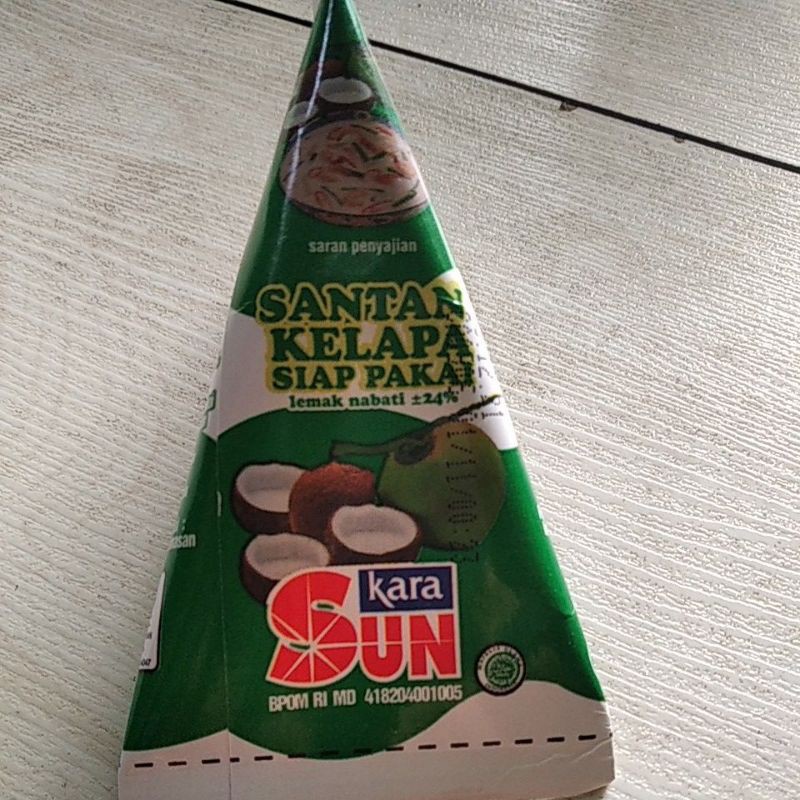 saran penyajian
SANTAN
KELAPA
SIAP PAKAI
lemak nabati ±24%
kara
SUN
BPOM RI MD 418204001005